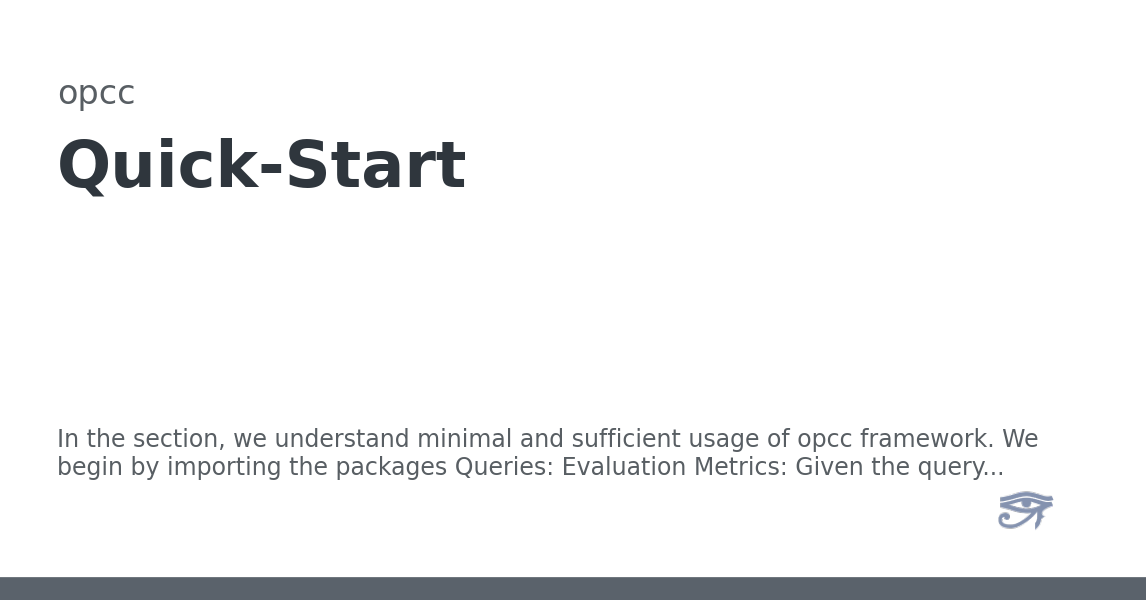 opcc
Quick-Start
In the section, we understand minimal and sufficient usage of opcc framework. We
begin by importing the packages Queries: Evaluation Metrics: Given the query...